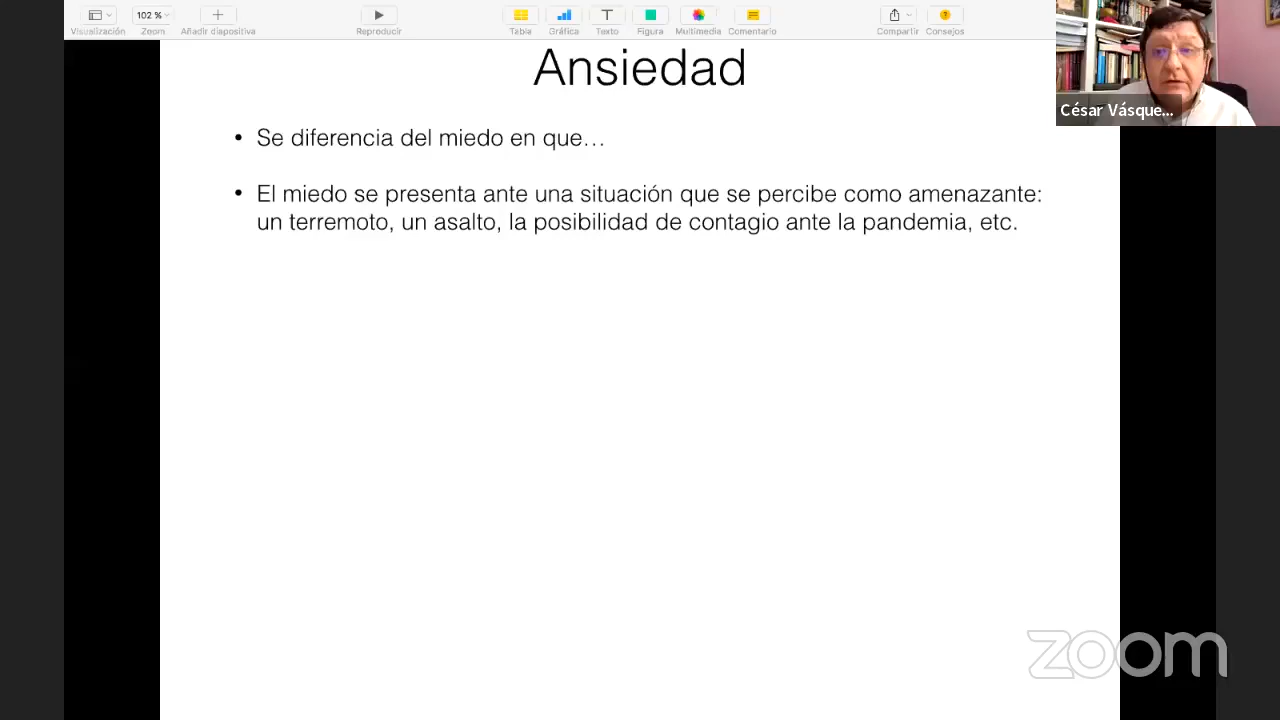 102 %
Visualización Zoom Añadir diapositiva Reproducir Tabla Gráfica Texto Figura Multimedia Comentario Compartir Consejos
César Vásque...
Ansiedad
• Se diferencia del miedo en que…
• El miedo se presenta ante una situación que se percibe como amenazante:
un terremoto, un asalto, la posibilidad de contagio ante la pandemia, etc.
zoom